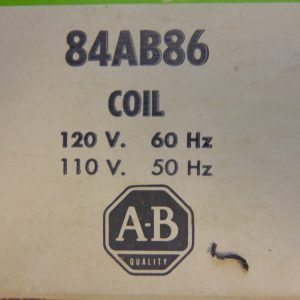 84AB86
COIL
120 V. 60 Hz
110 V. 50 Hz
A-B
QUALITY